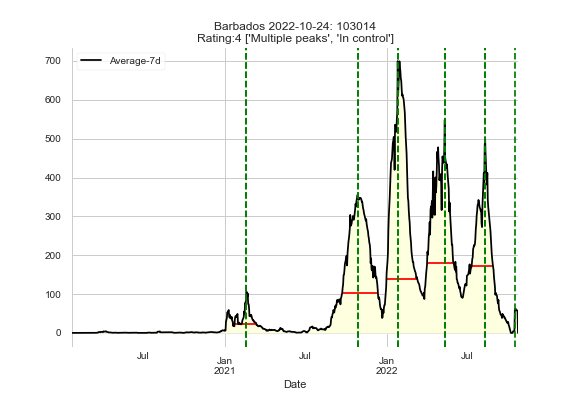 Barbados 2022-10-24: 103014
Rating:4 ['Multiple peaks', 'In control']
Average-7d
700
600
500
400
300
200
100
0
Jul
Jan
2021
Jul
Jan
2022
Jul
Date